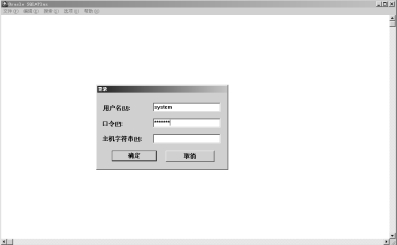 Oracle SQL*Plus
文件(F) 编辑(E) 搜索(S) 选项(O) 帮助(H)
登录
用户名(U): system
口令(P): *******
主机字符串(H):
确定 取消